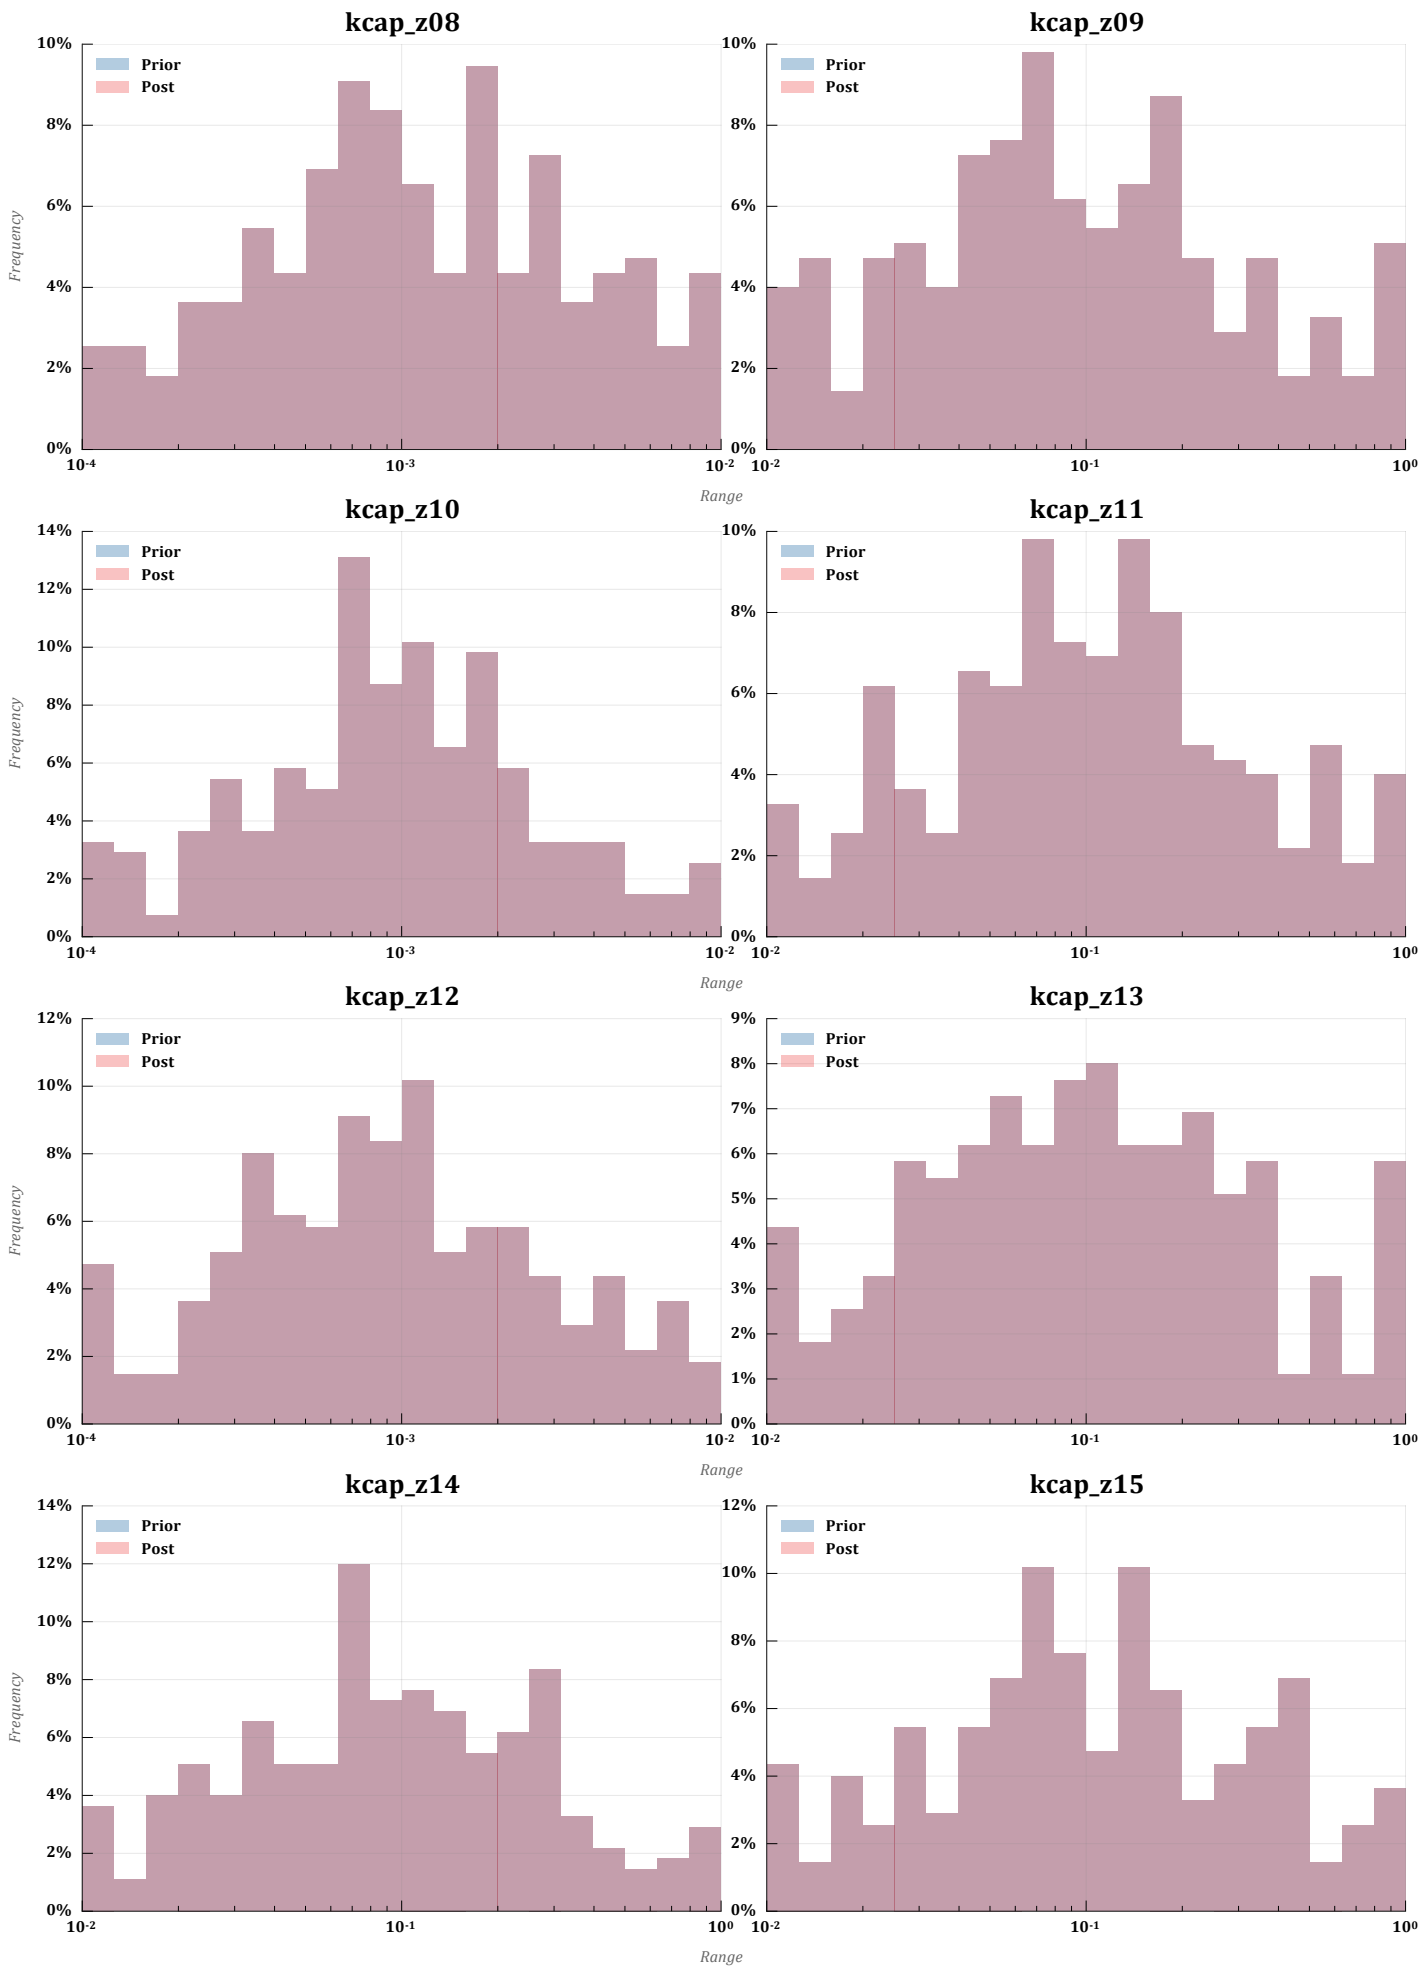 kcap_z08
10%
8%
6%
4%
2%
0%
Frequency
Prior
Post
10-4
10-3
10-2
kcap_z09
10%
8%
6%
4%
2%
0%
Prior
Post
10-2
10-1
100
Range
kcap_z10
14%
12%
10%
8%
6%
4%
2%
0%
Frequency
Prior
Post
10-4
10-3
10-2
kcap_z11
10%
8%
6%
4%
2%
0%
Prior
Post
10-2
10-1
100
Range
kcap_z12
12%
10%
8%
6%
4%
2%
0%
Frequency
Prior
Post
10-4
10-3
10-2
kcap_z13
9%
8%
7%
6%
5%
4%
3%
2%
1%
0%
Prior
Post
10-2
10-1
100
Range
kcap_z14
14%
12%
10%
8%
6%
4%
2%
0%
Frequency
Prior
Post
10-2
10-1
100
kcap_z15
12%
10%
8%
6%
4%
2%
0%
Prior
Post
10-2
10-1
100
Range